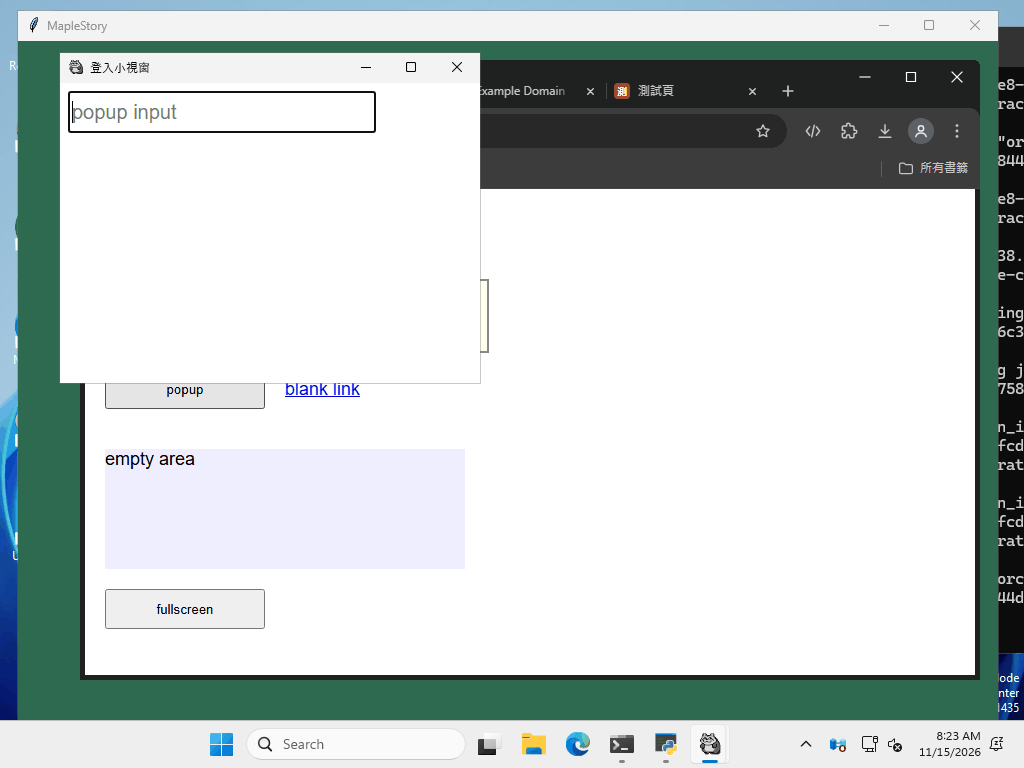 MapleStory
登入小視窗
popup input
Example Domain
測 測試頁
所有書籤
popup
blank link
empty area
fullscreen
Search
8:23 AM
11/15/2026